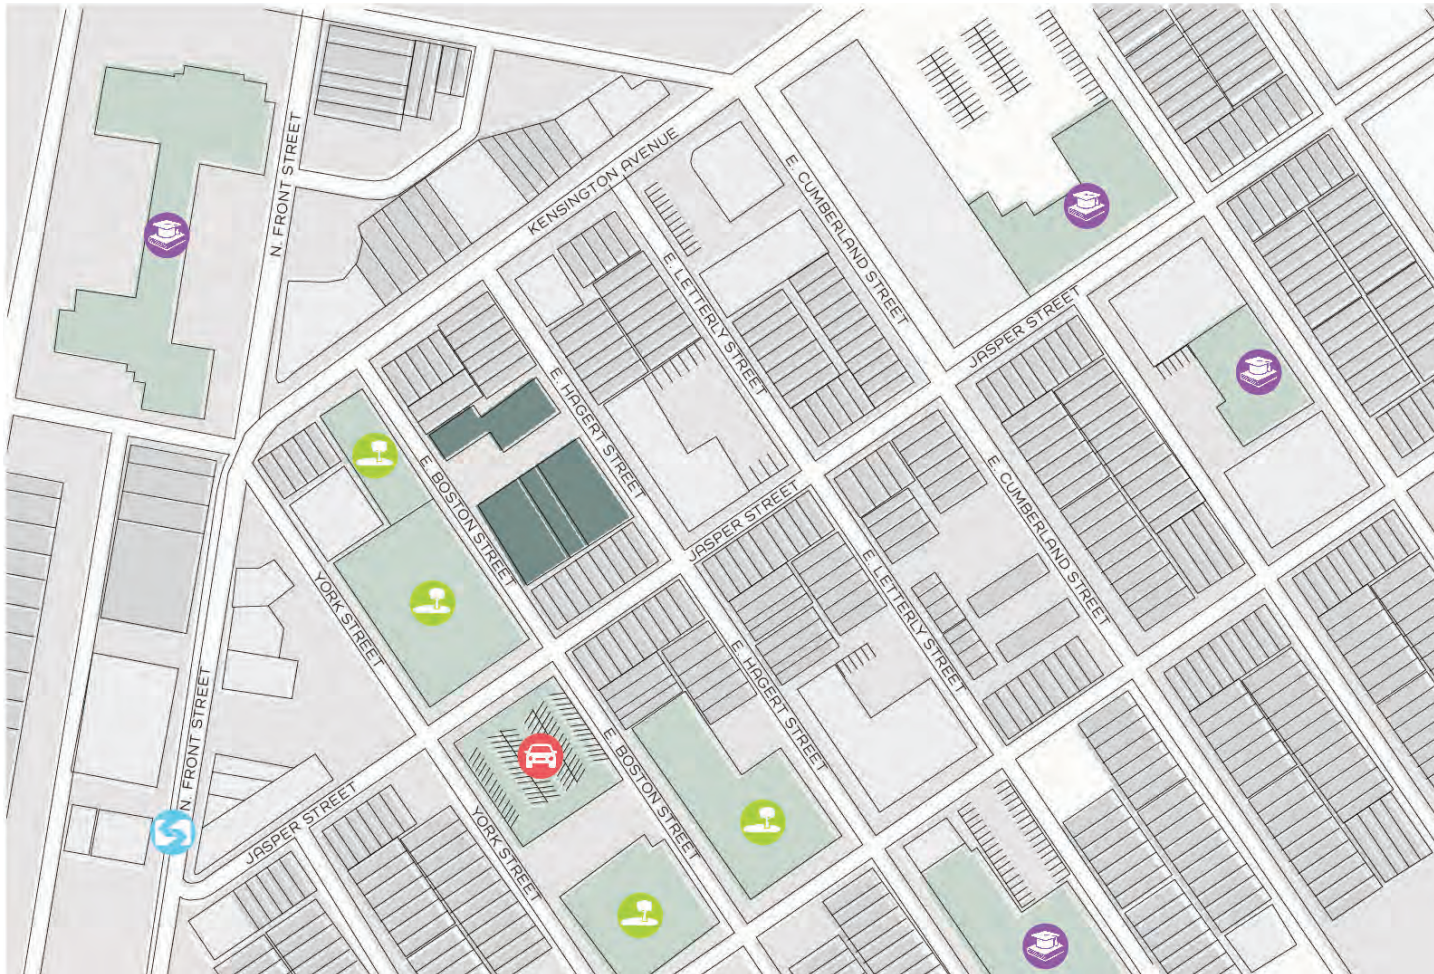 N. FRONT STREET
KENSINGTON AVENUE
E. CUMBERLAND STREET
E. LETTERLY STREET
JASPER STREET
E. HAGERT STREET
E. BOSTON STREET
JASPER STREET
E. CUMBERLAND STREET
YORK STREET
E. LETTERLY STREET
E. HAGERT STREET
N. FRONT STREET
E. BOSTON STREET
JASPER STREET
YORK STREET